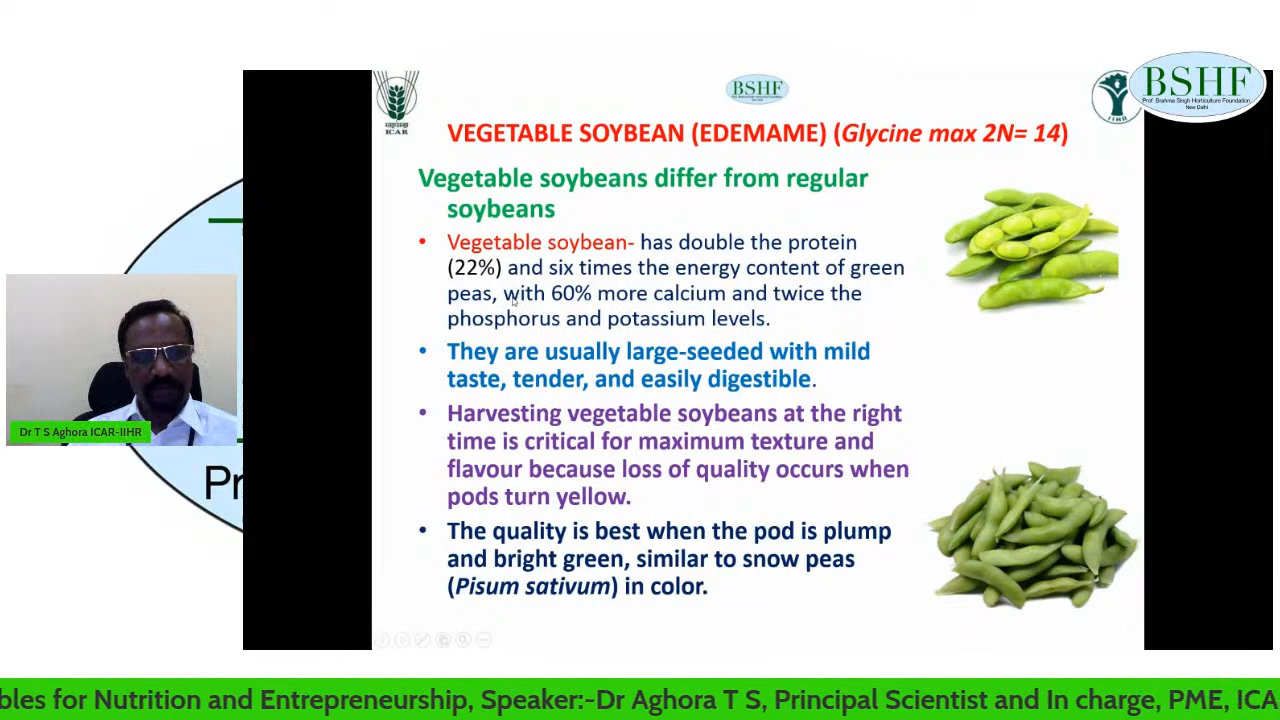 BSHF
Prof. Brahma Singh Horticulture Foundation
New Delhi
BSHF
ICAR
IIHR
VEGETABLE SOYBEAN (EDEMAME) (Glycine max 2N= 14)
Vegetable soybeans differ from regular
soybeans
• Vegetable soybean- has double the protein
(22%) and six times the energy content of green
peas, with 60% more calcium and twice the
phosphorus and potassium levels.
• They are usually large-seeded with mild
taste, tender, and easily digestible.
• Harvesting vegetable soybeans at the right
time is critical for maximum texture and
flavour because loss of quality occurs when
pods turn yellow.
• The quality is best when the pod is plump
and bright green, similar to snow peas
(Pisum sativum) in color.
Dr T S Aghora ICAR-IIHR
Pr
bles for Nutrition and Entrepreneurship, Speaker:-Dr Aghora T S, Principal Scientist and In charge, PME, ICA